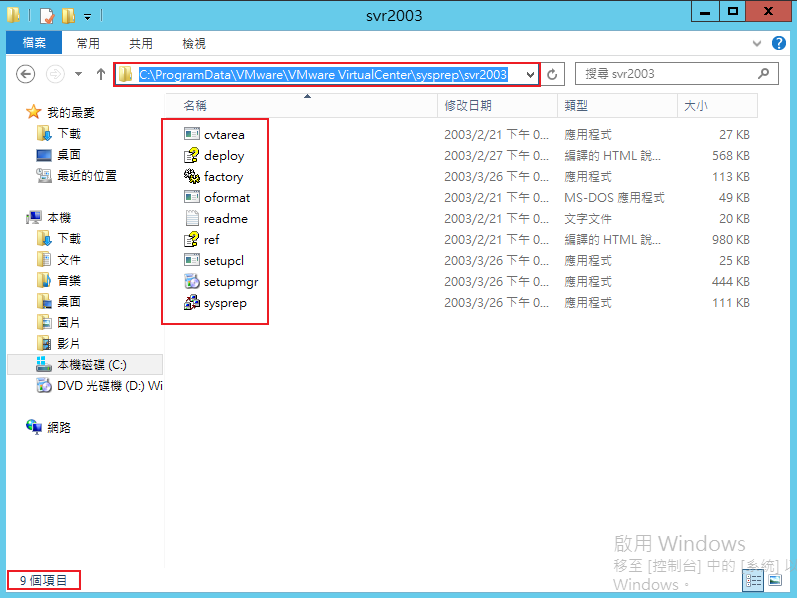 svr2003
檔案 常用 共用 檢視
C:\ProgramData\VMware\VMware VirtualCenter\sysprep\svr2003 搜尋 svr2003
名稱 修改日期 類型 大小
我的最愛
下載
桌面
最近的位置
本機
下載
文件
音樂
桌面
圖片
影片
本機磁碟 (C:)
DVD 光碟機 (D:) Wi
網路
cvtarea 2003/2/21 下午 0... 應用程式 27 KB
deploy 2003/2/27 下午 0... 編譯的 HTML 說... 568 KB
factory 2003/3/26 下午 0... 應用程式 113 KB
oformat 2003/2/21 下午 0... MS-DOS 應用程式 49 KB
readme 2003/2/21 下午 0... 文字文件 20 KB
ref 2003/2/21 下午 0... 編譯的 HTML 說... 980 KB
setupcl 2003/3/26 下午 0... 應用程式 25 KB
setupmgr 2003/3/26 下午 0... 應用程式 444 KB
sysprep 2003/3/26 下午 0... 應用程式 111 KB
啟用 Windows
移至 [控制台] 中的 [系統] 以
Windows。
9 個項目